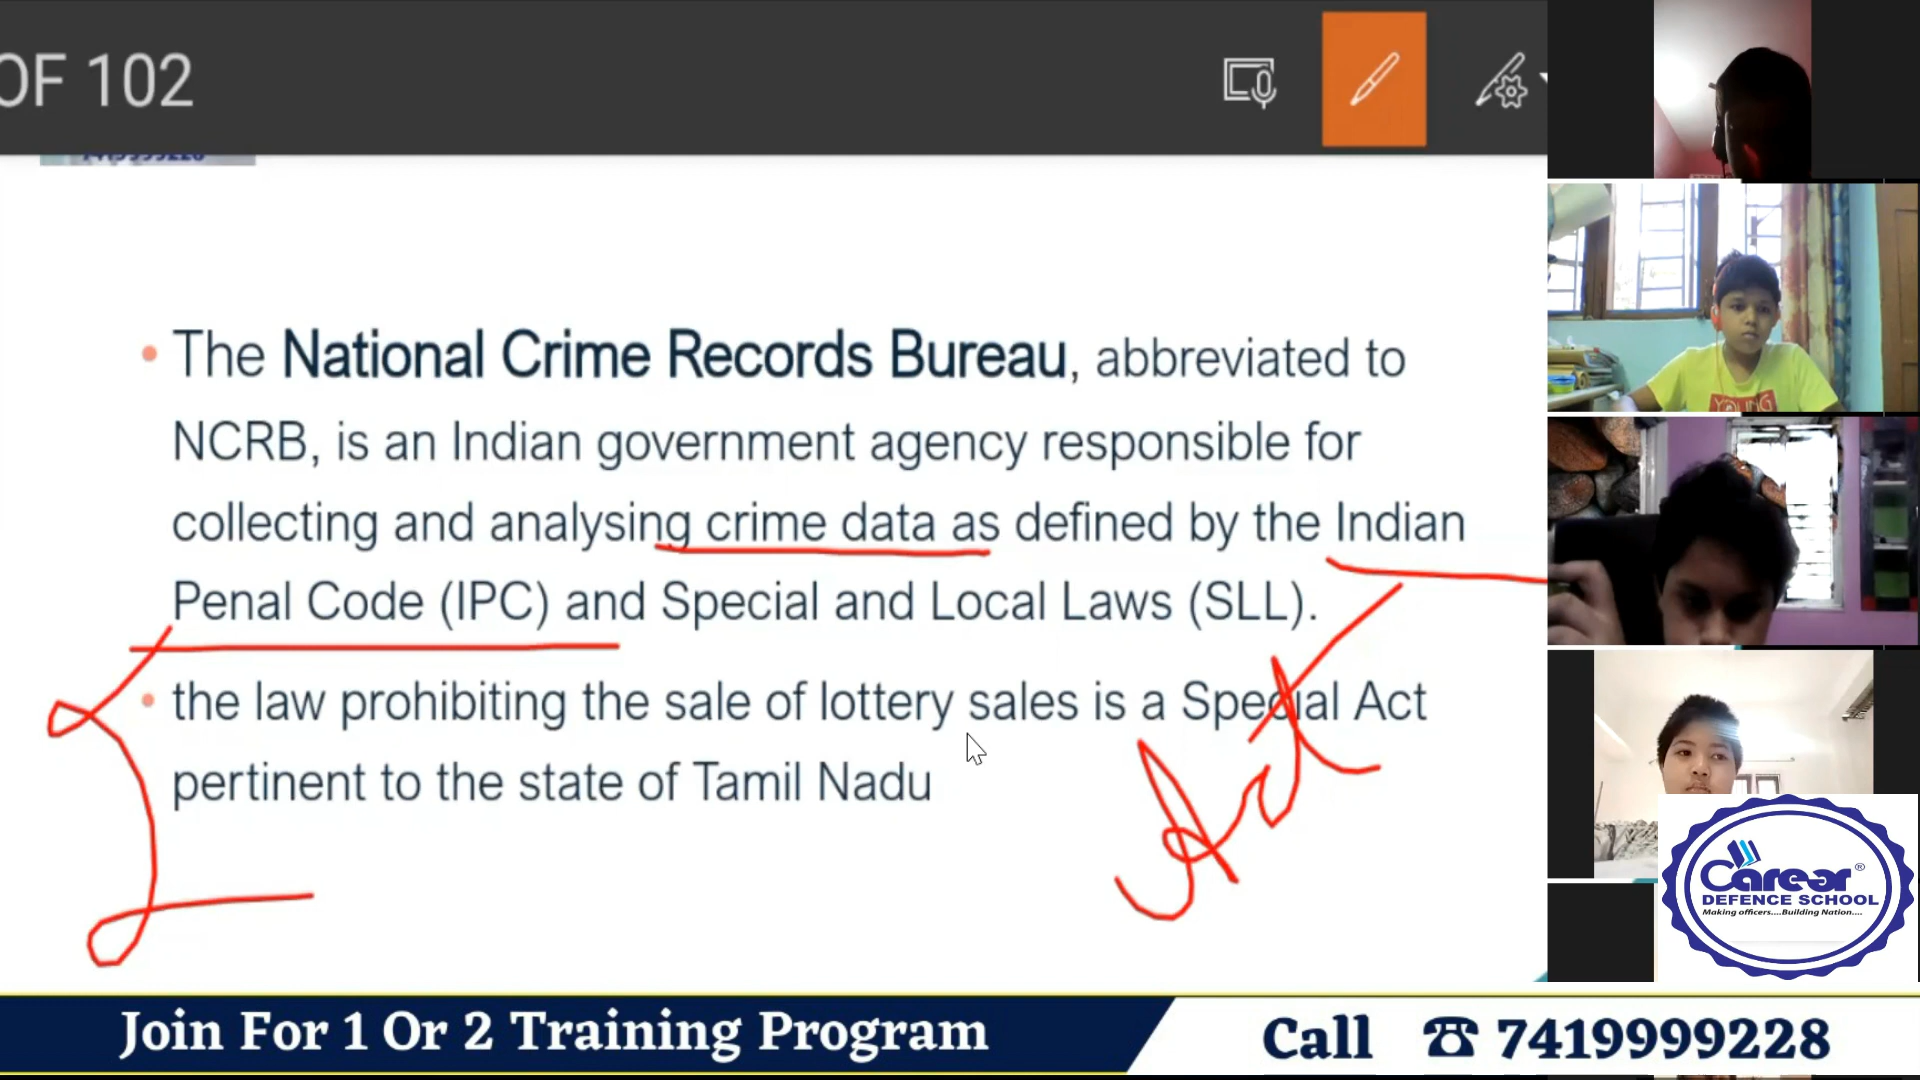 OF 102
7419999228
• The National Crime Records Bureau, abbreviated to
NCRB, is an Indian government agency responsible for
collecting and analysing crime data as defined by the Indian
Penal Code (IPC) and Special and Local Laws (SLL).
• the law prohibiting the sale of lottery sales is a Special Act
pertinent to the state of Tamil Nadu
Act
YOUNG
Carear®
DEFENCE SCHOOL
Making officers....Building Nation....
Join For 1 Or 2 Training Program
Call ☎ 7419999228